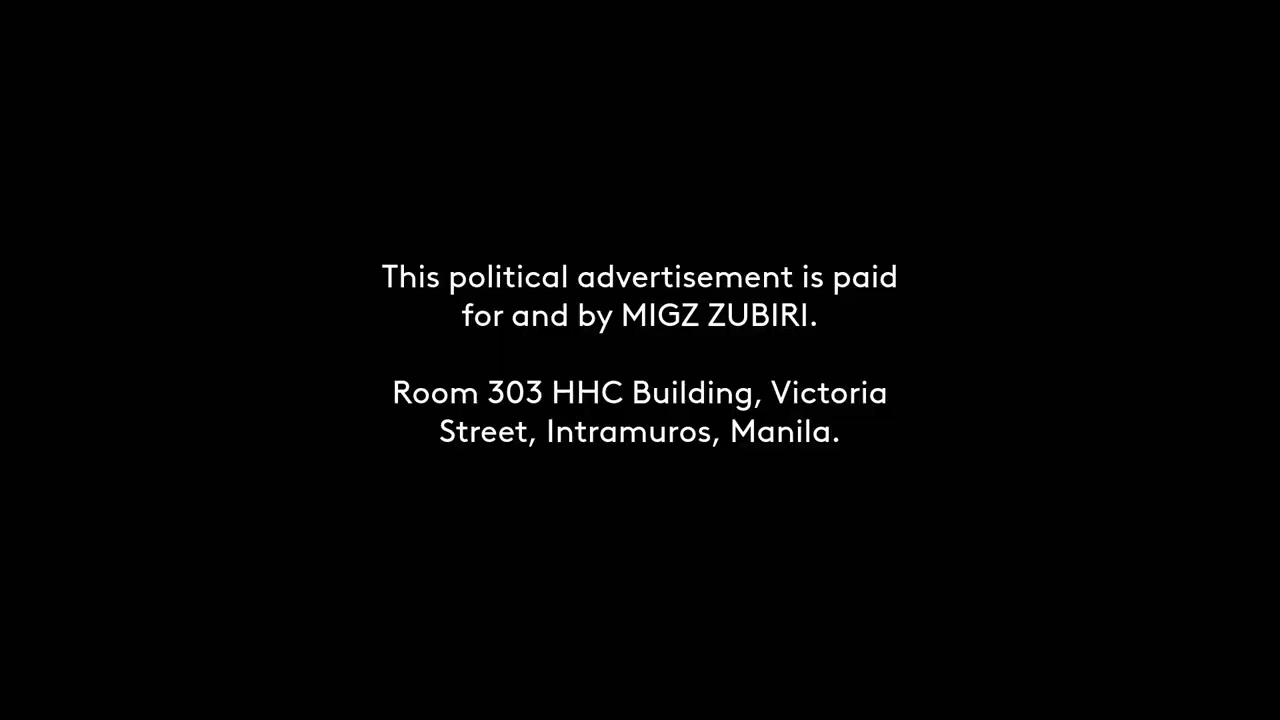 This political advertisement is paid
for and by MIGZ ZUBIRI.
Room 303 HHC Building, Victoria
Street, Intramuros, Manila.